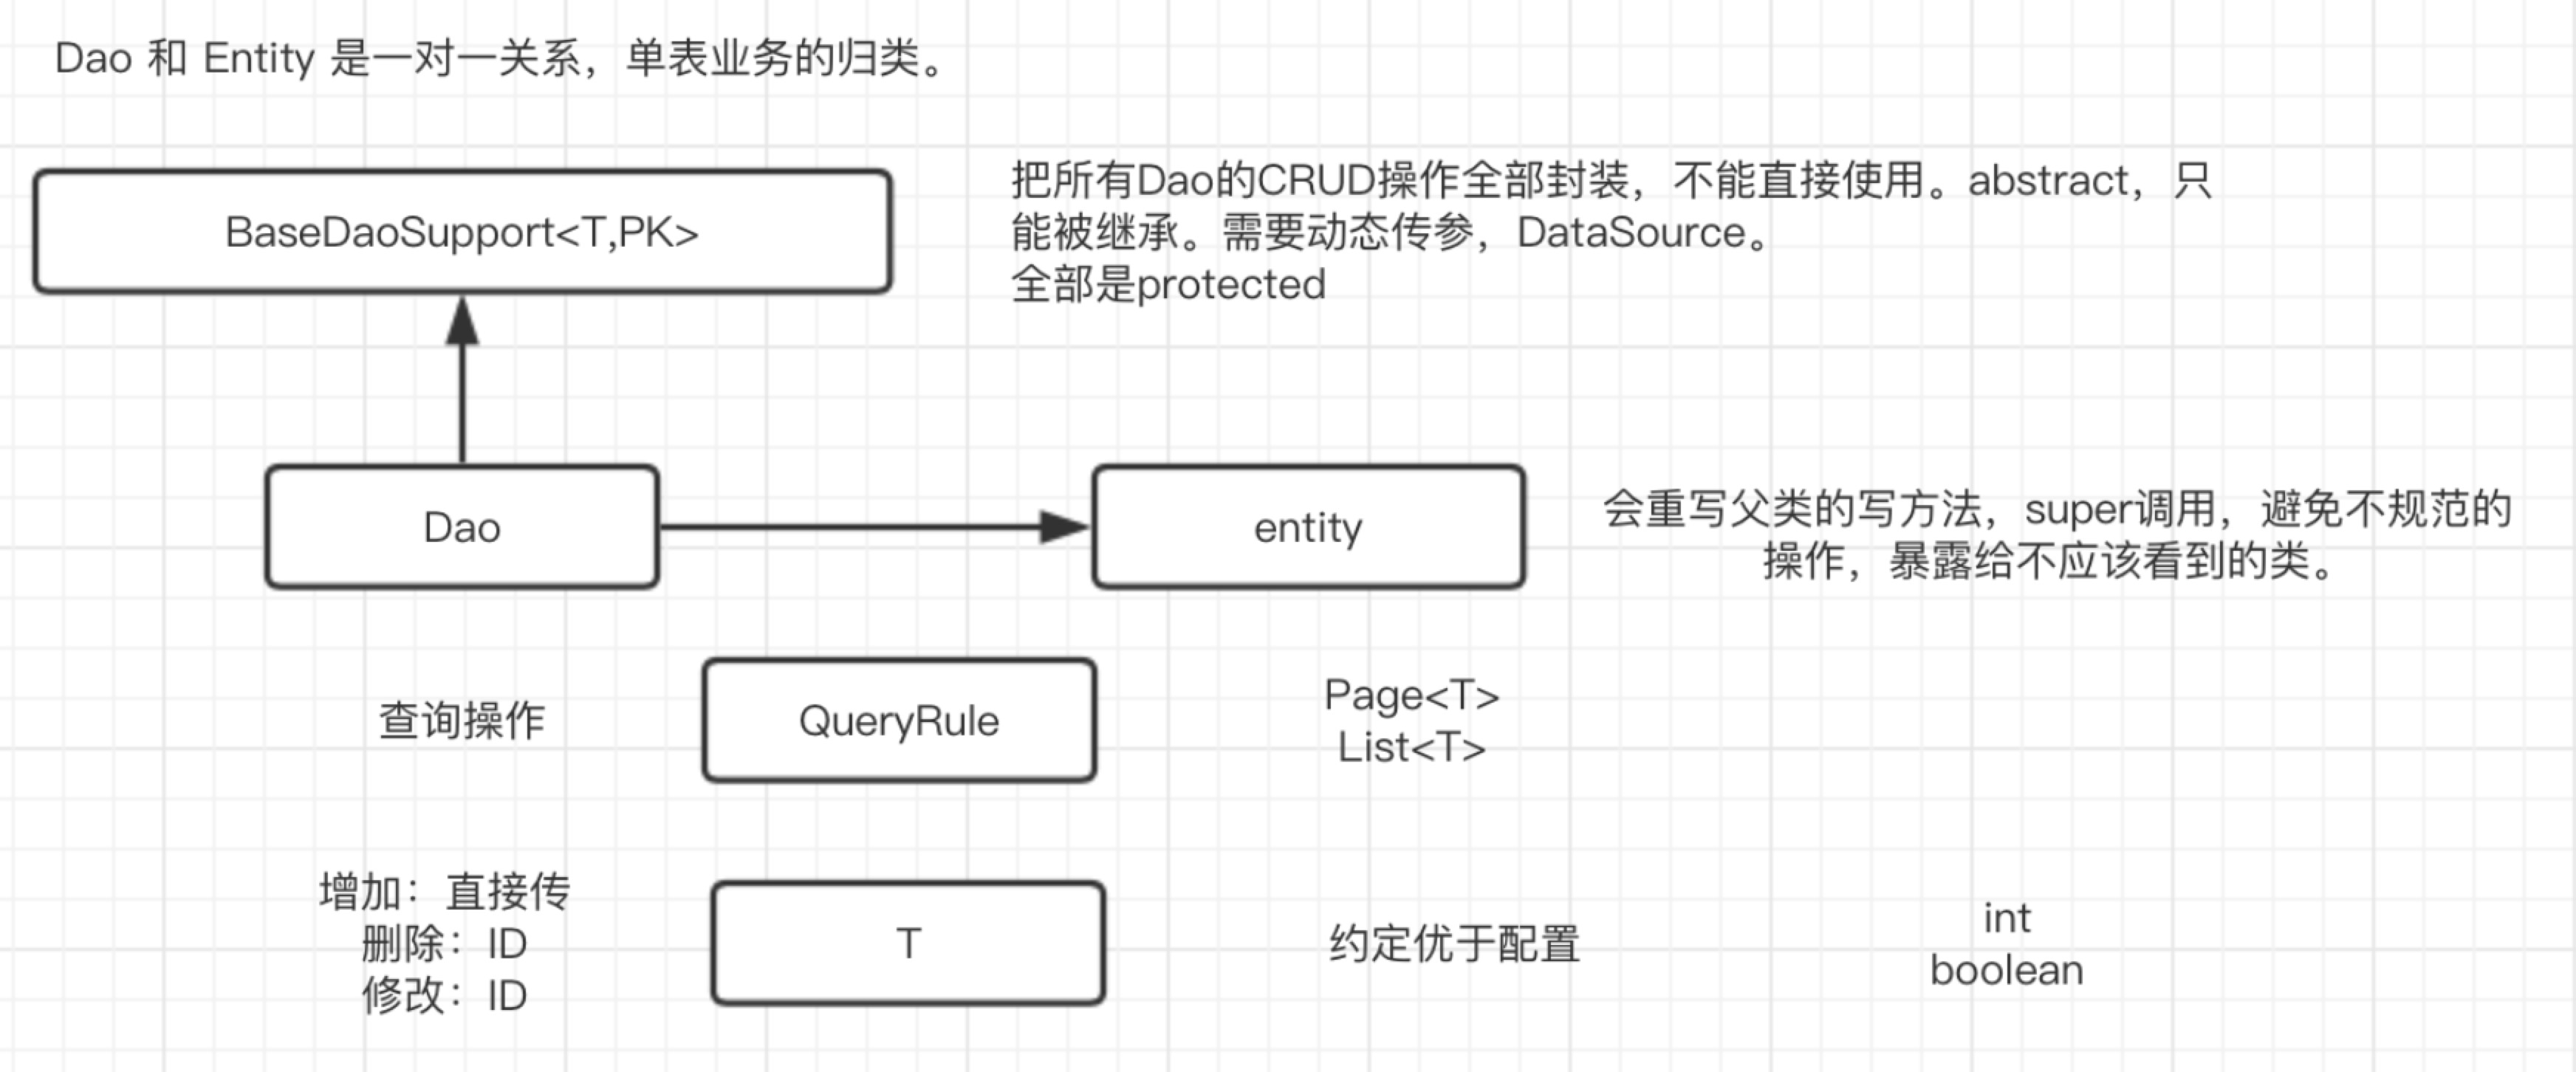 Dao 和 Entity 是一对一关系，单表业务的归类。
BaseDaoSupport<T,PK>
把所有Dao的CRUD操作全部封装，不能直接使用。abstract，只
能被继承。需要动态传参，DataSource。
全部是protected
Dao
entity
会重写父类的写方法，super调用，避免不规范的
操作，暴露给不应该看到的类。
查询操作
QueryRule
Page<T>
List<T>
增加：直接传
删除：ID
修改：ID
T
约定优于配置
int
boolean